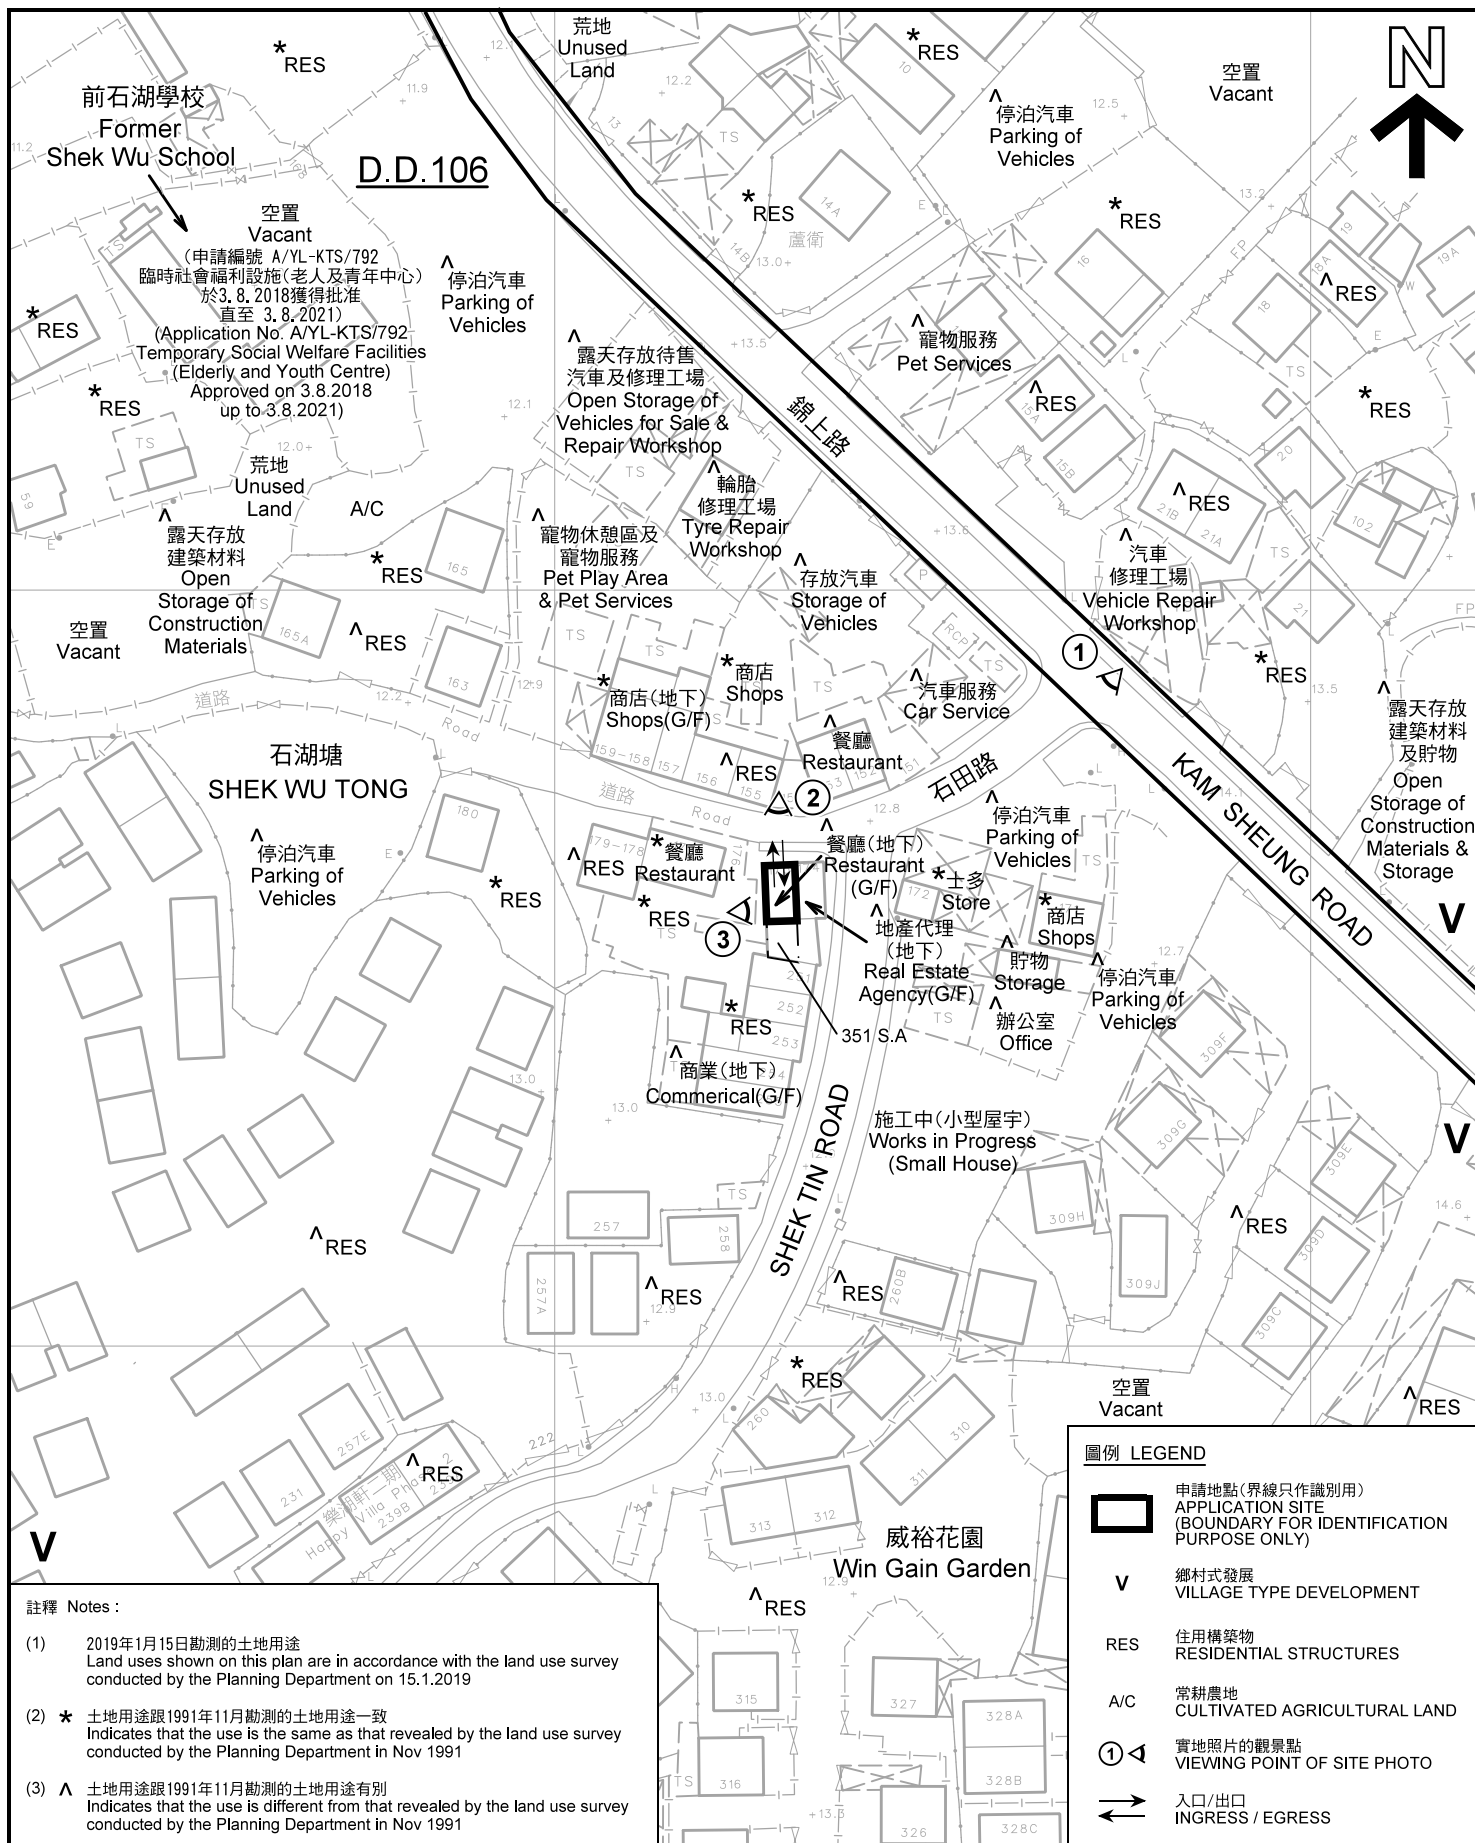 荒地
Unused
Land
*RES
*RES
空置
Vacant
N
前石湖學校
Former
Shek Wu School
D.D.106
^
停泊汽車
Parking of
Vehicles
*RES
*RES
空置
Vacant
(申請編號 A/YL-KTS/792
臨時社會福利設施(老人及青年中心)
於3.8.2018獲得批准
直至 3.8.2021)
(Application No. A/YL-KTS/792
Temporary Social Welfare Facilities
(Elderly and Youth Centre)
Approved on 3.8.2018
up to 3.8.2021)
^
停泊汽車
Parking of
Vehicles
*RES
*RES
^
露天存放待售
汽車及修理工場
Open Storage of
Vehicles for Sale &
Repair Workshop
^
寵物服務
Pet Services
^RES
^RES
*RES
錦上路
荒地
Unused
Land
A/C
^
露天存放
建築材料
Open
Storage of
Construction
Materials
*RES
^RES
空置
Vacant
^
寵物休憩區及
寵物服務
Pet Play Area
& Pet Services
^
輪胎
修理工場
Tyre Repair
Workshop
^
存放汽車
Storage of
Vehicles
^RES
^
汽車
修理工場
Vehicle Repair
Workshop
1
*RES
*
商店(地下)
Shops(G/F)
*商店
Shops
^
汽車服務
Car Service
^
餐廳
Restaurant
^RES
石田路
^
露天存放
建築材料
及貯物
Open
Storage of
Construction
Materials &
Storage
KAM SHEUNG ROAD
石湖塘
SHEK WU TONG
道路
Road
道路
Road
2
^
停泊汽車
Parking of
Vehicles
^
停泊汽車
Parking of
Vehicles
*RES
^RES
*餐廳
Restaurant
*RES
3
^
餐廳(地下)
Restaurant
(G/F)
^
地產代理
(地下)
Real Estate
Agency(G/F)
*士多
Store
*商店
Shops
^
貯物
Storage
^
停泊汽車
Parking of
Vehicles
^
辦公室
Office
351 S.A
*RES
^
商業(地下)
Commerical(G/F)
V
V
SHEK TIN ROAD
施工中(小型屋宇)
Works in Progress
(Small House)
^RES
^RES
^RES
^RES
*RES
空置
Vacant
^RES
^RES
樂湖軒二期
Happy Villa Phase 2
V
威裕花園
Win Gain Garden
^RES
註釋 Notes :
(1) 2019年1月15日勘測的土地用途
Land uses shown on this plan are in accordance with the land use survey
conducted by the Planning Department on 15.1.2019
(2) * 土地用途跟1991年11月勘測的土地用途一致
Indicates that the use is the same as that revealed by the land use survey
conducted by the Planning Department in Nov 1991
(3) ^ 土地用途跟1991年11月勘測的土地用途有別
Indicates that the use is different from that revealed by the land use survey
conducted by the Planning Department in Nov 1991
圖例 LEGEND
申請地點(界線只作識別用)
APPLICATION SITE
(BOUNDARY FOR IDENTIFICATION
PURPOSE ONLY)
V 鄉村式發展
VILLAGE TYPE DEVELOPMENT
RES 住用構築物
RESIDENTIAL STRUCTURES
A/C 常耕農地
CULTIVATED AGRICULTURAL LAND
1 實地照片的觀景點
VIEWING POINT OF SITE PHOTO
入口/出口
INGRESS / EGRESS